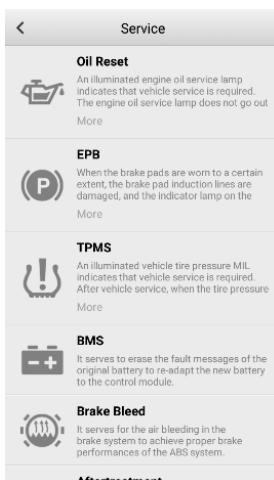 Service
Oil Reset
An illuminated engine oil service lamp
indicates that vehicle service is required.
The engine oil service lamp does not go out
More
EPB
When the brake pads are worn to a certain
extent, the brake pad induction lines are
damaged, and the indicator lamp on the
More
TPMS
An illuminated vehicle tire pressure MIL
indicates that vehicle service is required.
After vehicle service, when the tire pressure
More
BMS
It serves to erase the fault messages of the
original battery to re-adapt the new battery
to the control module.
Brake Bleed
It serves for the air bleeding in the
brake system to achieve proper brake
performances of the ABS system.
Aftertreatment